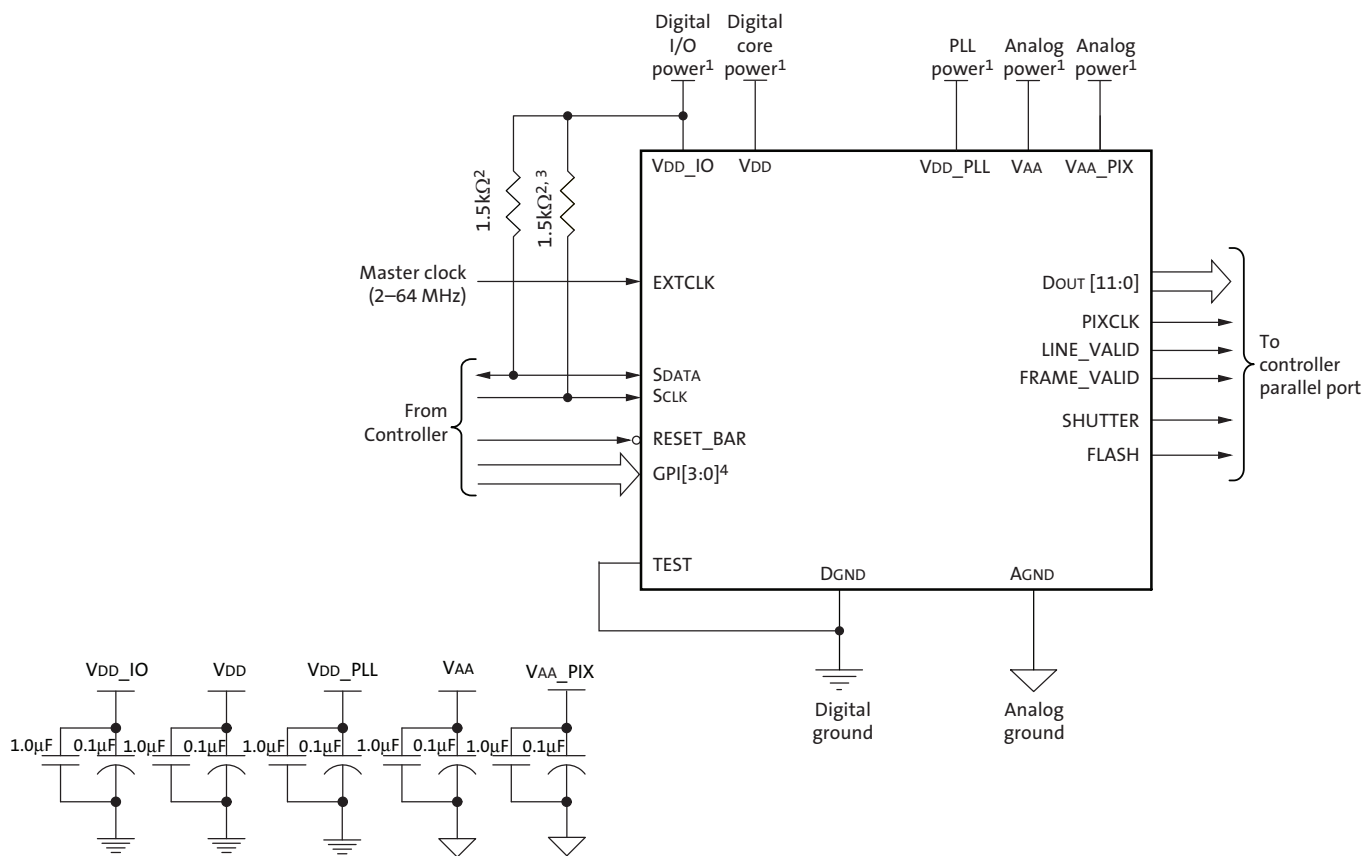 Digital
I/O
power1
Digital
core
power1
PLL
power1
Analog
power1
Analog
power1
VDD_IO
VDD
VDD_PLL
VAA
VAA_PIX
1.5kΩ2
1.5kΩ2, 3
Master clock
(2–64 MHz)
EXTCLK
SDATA
SCLK
From
Controller
RESET_BAR
GPI[3:0]4
TEST
DGND
AGND
DOUT [11:0]
PIXCLK
LINE_VALID
FRAME_VALID
SHUTTER
FLASH
To
controller
parallel port
Digital
ground
Analog
ground
VDD_IO
VDD
VDD_PLL
VAA
VAA_PIX
1.0μF
0.1μF
1.0μF
0.1μF
1.0μF
0.1μF
1.0μF
0.1μF
1.0μF
0.1μF